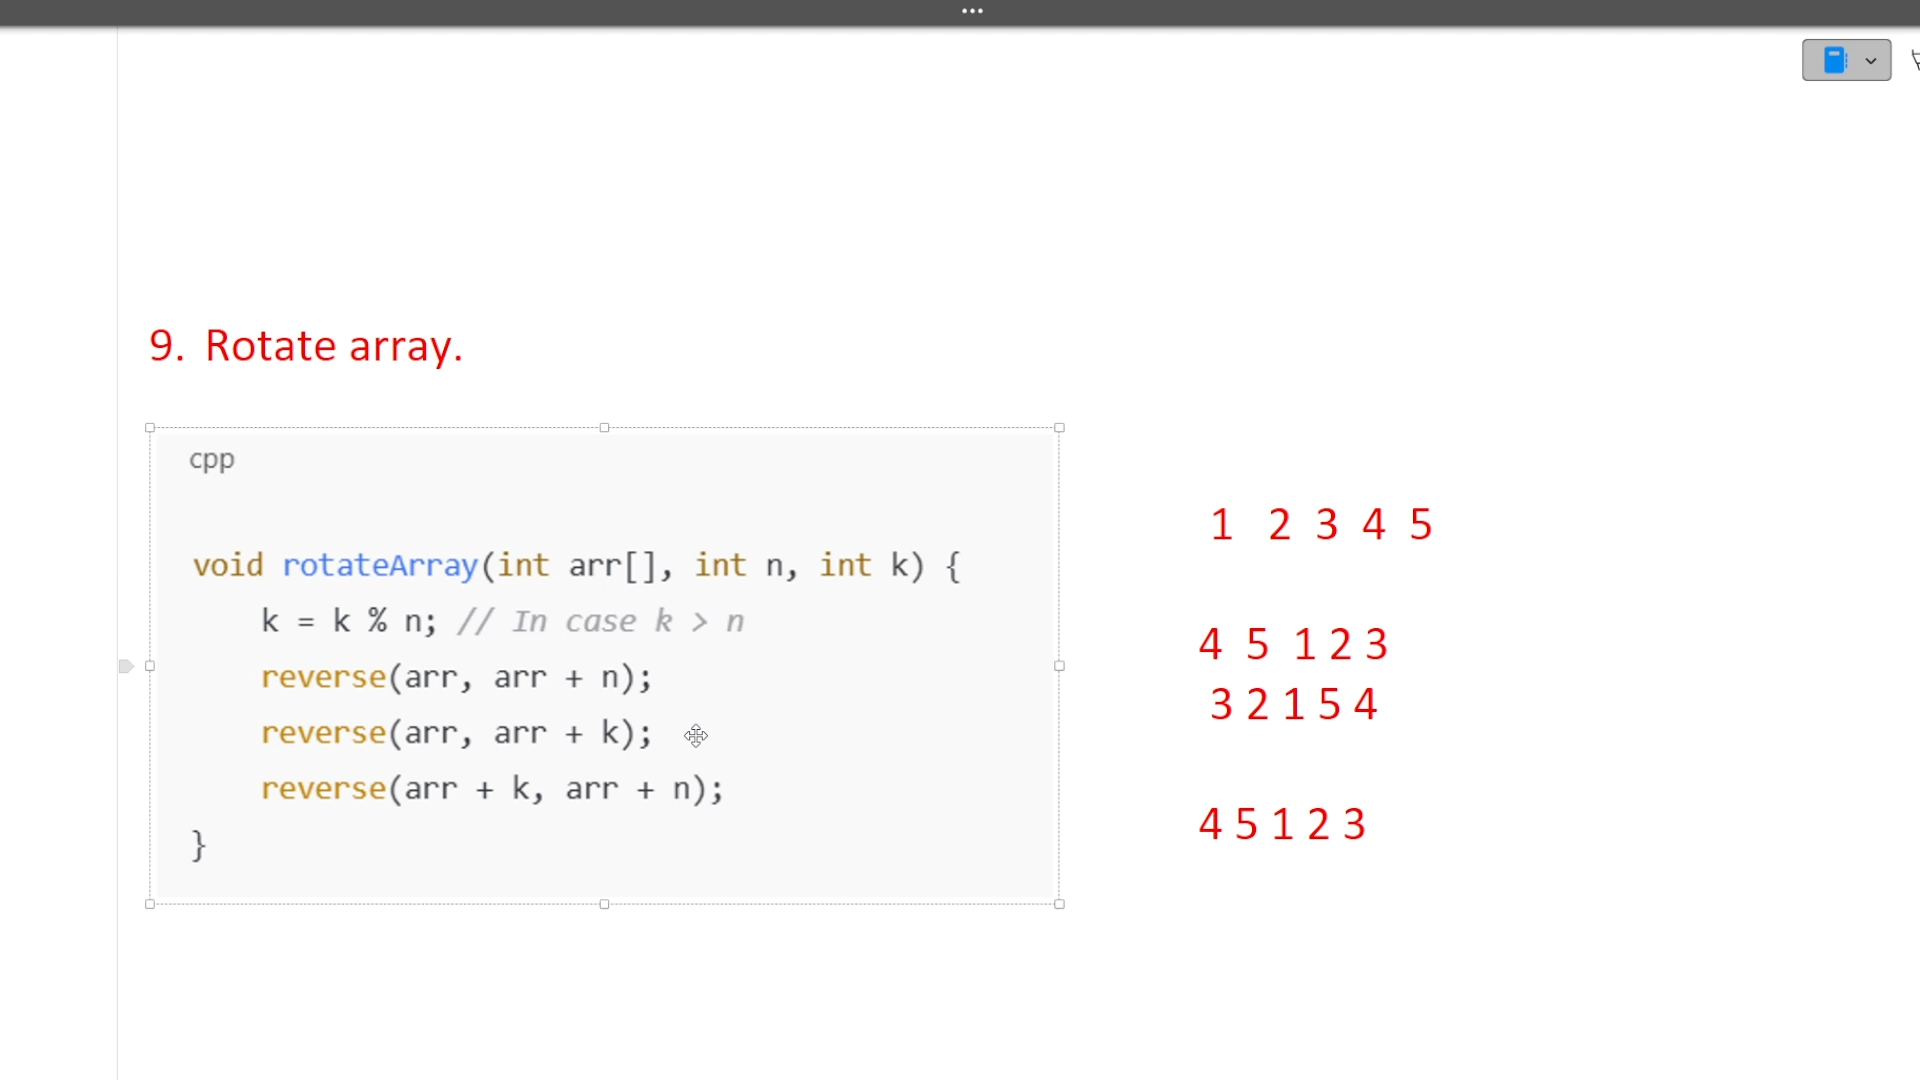 9. Rotate array.
cpp
void rotateArray(int arr[], int n, int k) {
k = k % n; // In case k > n
reverse(arr, arr + n);
reverse(arr, arr + k);
reverse(arr + k, arr + n);
}
1 2 3 4 5
4 5 1 2 3
3 2 1 5 4
4 5 1 2 3